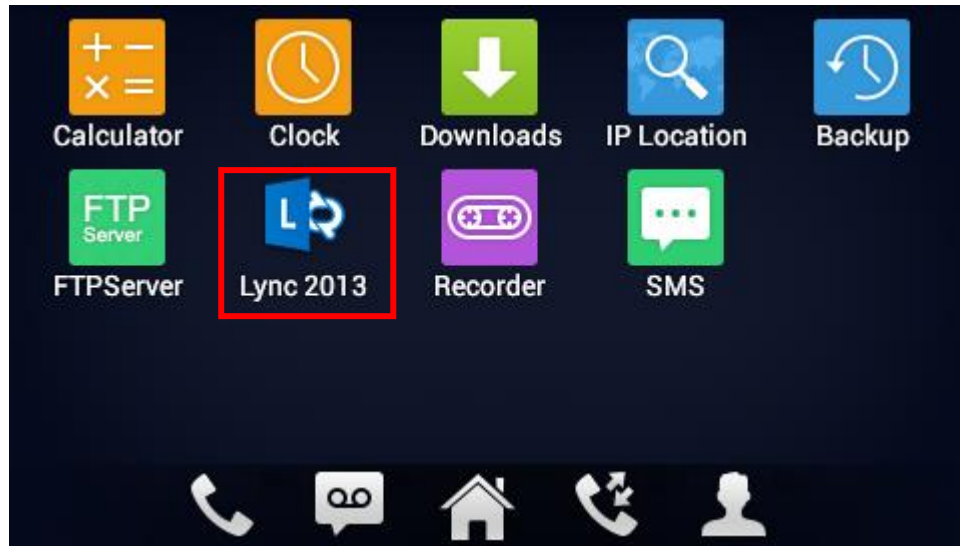 Calculator Clock Downloads IP Location Backup
FTP
Server
L
FTPServer Lync 2013 Recorder SMS